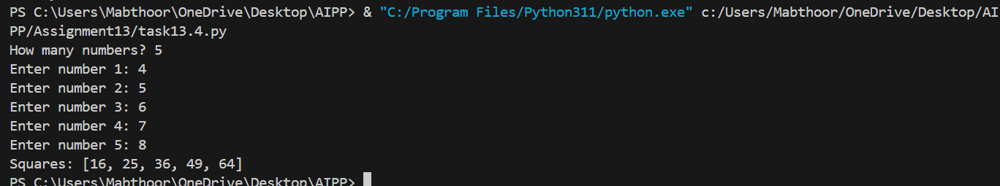 PS C:\Users\Mabthoor\OneDrive\Desktop\AIPP> & "C:/Program Files/Python311/python.exe" c:/Users/Mabthoor/OneDrive/Desktop/AI
PP/Assignment13/task13.4.py
How many numbers? 5
Enter number 1: 4
Enter number 2: 5
Enter number 3: 6
Enter number 4: 7
Enter number 5: 8
Squares: [16, 25, 36, 49, 64]
PS C:\Users\Mabthoor\OneDrive\Desktop\AIPP>